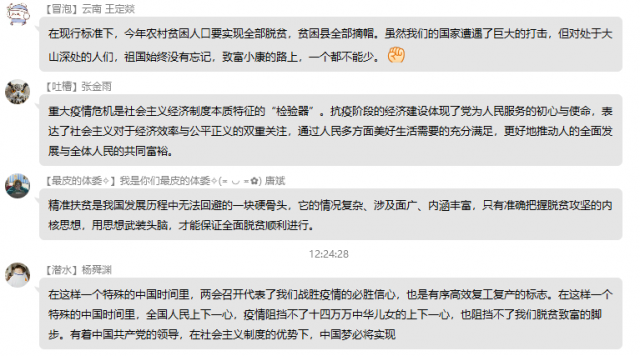 【冒泡】云南 王定燚
在现行标准下，今年农村贫困人口要实现全部脱贫，贫困县全部摘帽。虽然我们的国家遭遇了巨大的打击，但对处于大
山深处的人们，祖国始终没有忘记，致富小康的路上，一个都不能少。
【吐槽】张金雨
重大疫情危机是社会主义经济制度本质特征的“检验器”。抗疫阶段的经济建设体现了党为人民服务的初心与使命，表
达了社会主义对于经济效率与公平正义的双重关注，通过人民多方面美好生活需要的充分满足，更好地推动人的全面发
展与全体人民的共同富裕。
【最皮的体委✧】我是你们最皮的体委✧(= ◡ =✿) 唐斌
精准扶贫是我国发展历程中无法回避的一块硬骨头，它的情况复杂、涉及面广、内涵丰富，只有准确把握脱贫攻坚的内
核思想，用思想武装头脑，才能保证全面脱贫顺利进行。
12:24:28
【潜水】杨舜渊
在这样一个特殊的中国时间里，两会召开代表了我们战胜疫情的必胜信心，也是有序高效复工复产的标志。在这样一个
特殊的中国时间里，全国人民上下一心，疫情阻挡不了十四万万中华儿女的上下一心，也阻挡不了我们脱贫致富的脚
步。有着中国共产党的领导，在社会主义制度的优势下，中国梦必将实现